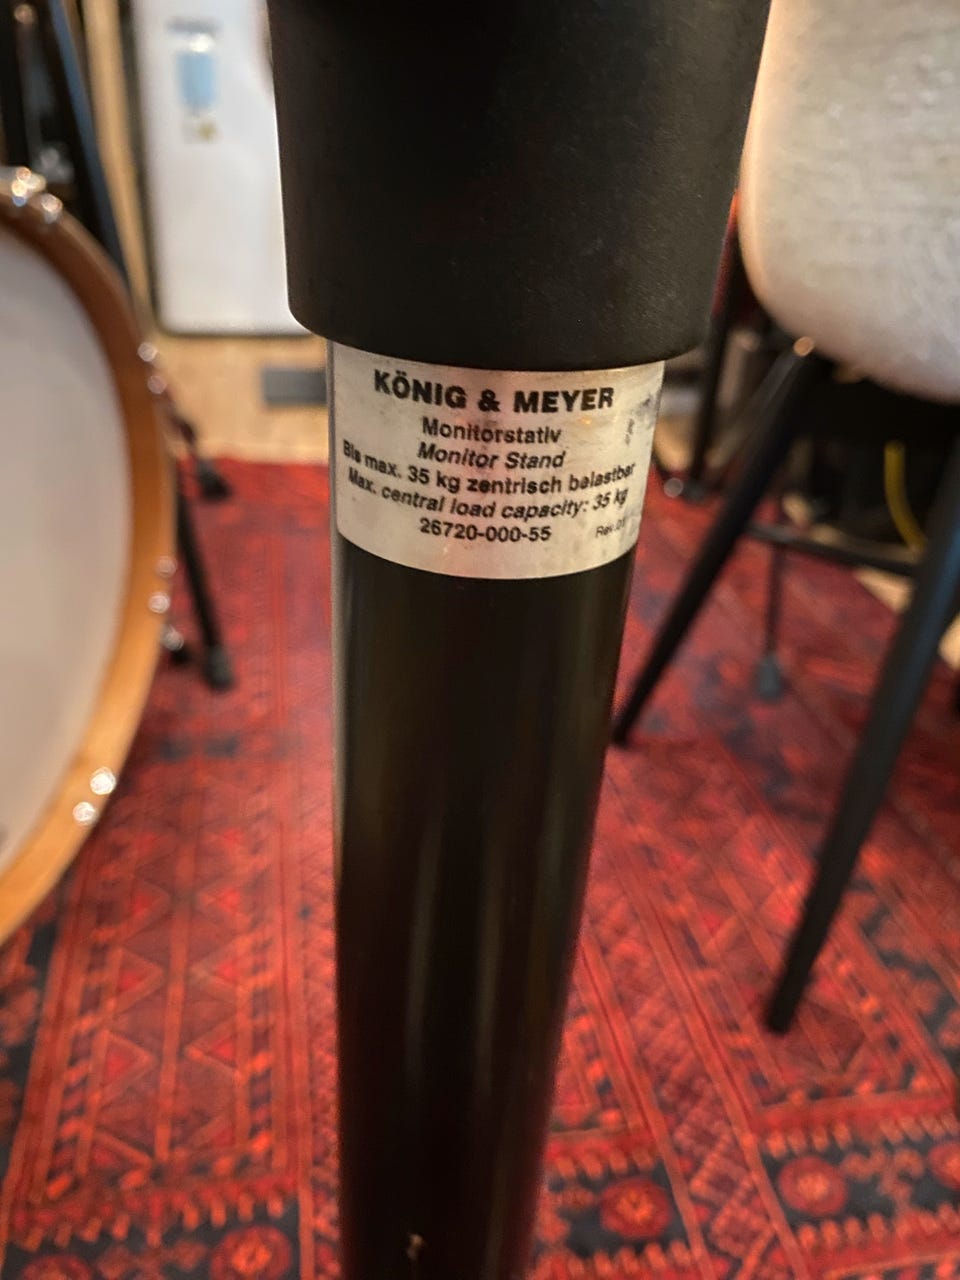 KÖNIG & MEYER
Monitorstativ
Monitor Stand
Bis max. 35 kg zentrisch belastbar
Max. central load capacity: 35 kg
26720-000-55
Rev.